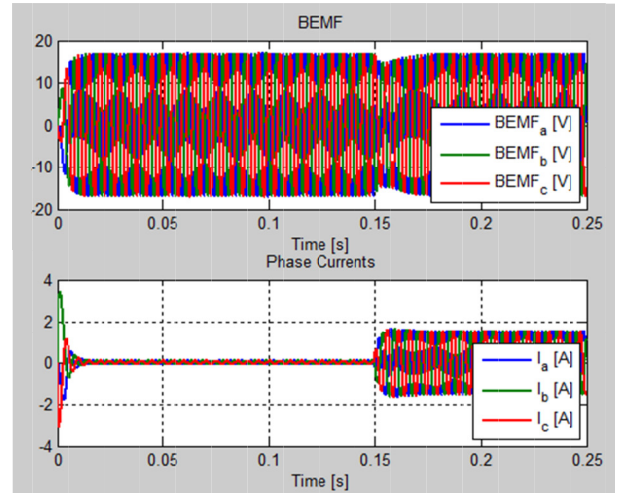 BEMF
20
10
0
-10
-20
BEMFa [V]
BEMFb [V]
BEMFc [V]
0 0.05 0.1 0.15 0.2 0.25
Time [s]
Phase Currents
4
2
0
-2
-4
Ia [A]
Ib [A]
Ic [A]
0 0.05 0.1 0.15 0.2 0.25
Time [s]